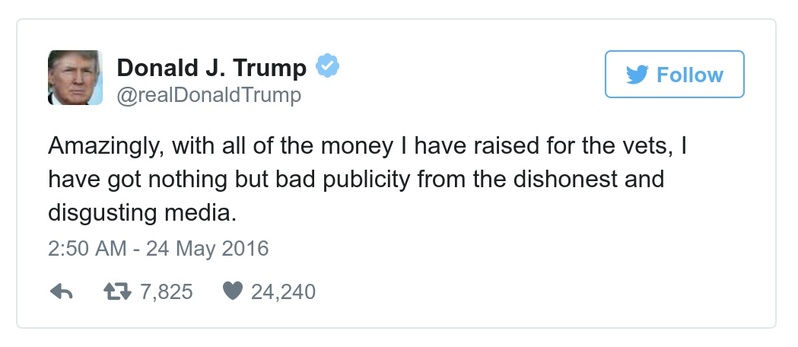 Donald J. Trump
@realDonaldTrump
Follow
Amazingly, with all of the money I have raised for the vets, I
have got nothing but bad publicity from the dishonest and
disgusting media.
2:50 AM - 24 May 2016
7,825 24,240